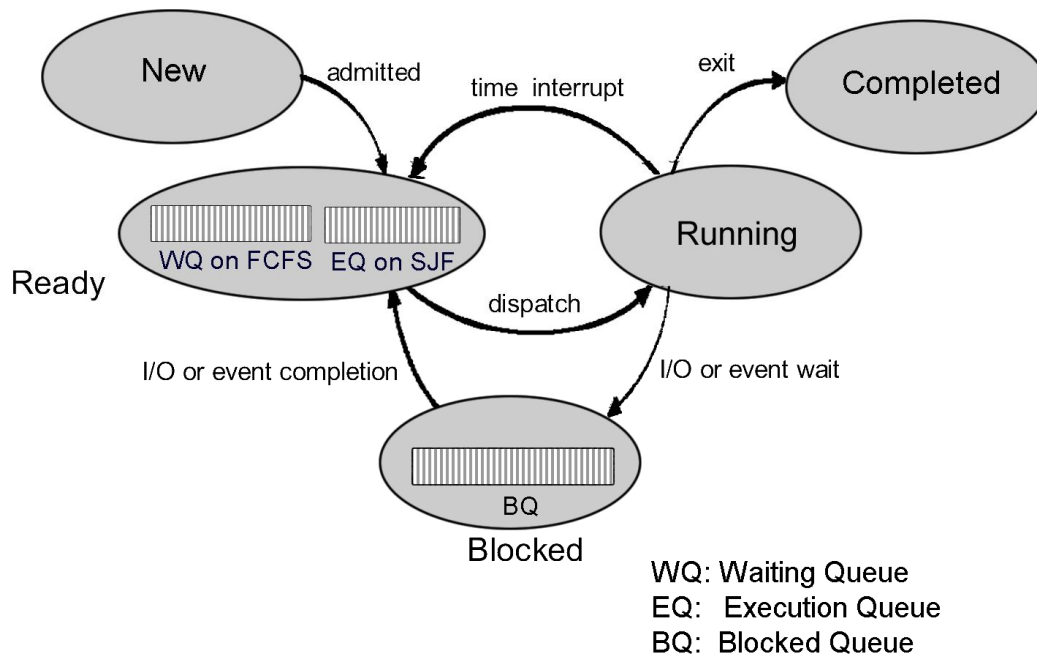 New
admitted
time interrupt
exit
Completed
WQ on FCFS
EQ on SJF
Running
Ready
dispatch
I/O or event completion
I/O or event wait
BQ
Blocked
WQ: Waiting Queue
EQ: Execution Queue
BQ: Blocked Queue